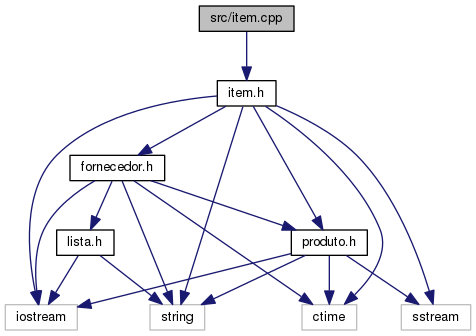 src/item.cpp
item.h
fornecedor.h
lista.h
produto.h
iostream
string
ctime
sstream